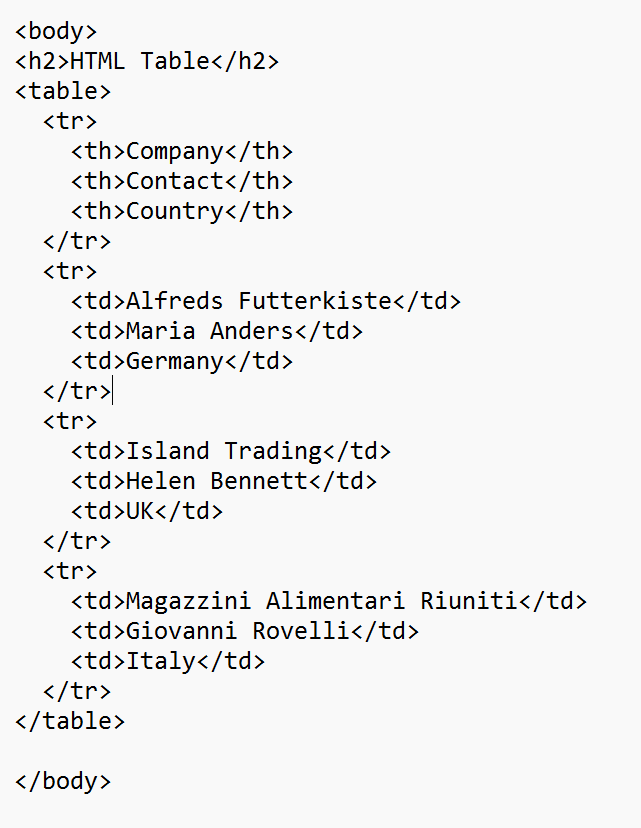 <body>
<h2>HTML Table</h2>
<table>
  <tr>
    <th>Company</th>
    <th>Contact</th>
    <th>Country</th>
  </tr>
  <tr>
    <td>Alfreds Futterkiste</td>
    <td>Maria Anders</td>
    <td>Germany</td>
  </tr>
  <tr>
    <td>Island Trading</td>
    <td>Helen Bennett</td>
    <td>UK</td>
  </tr>
  <tr>
    <td>Magazzini Alimentari Riuniti</td>
    <td>Giovanni Rovelli</td>
    <td>Italy</td>
  </tr>
</table>

</body>